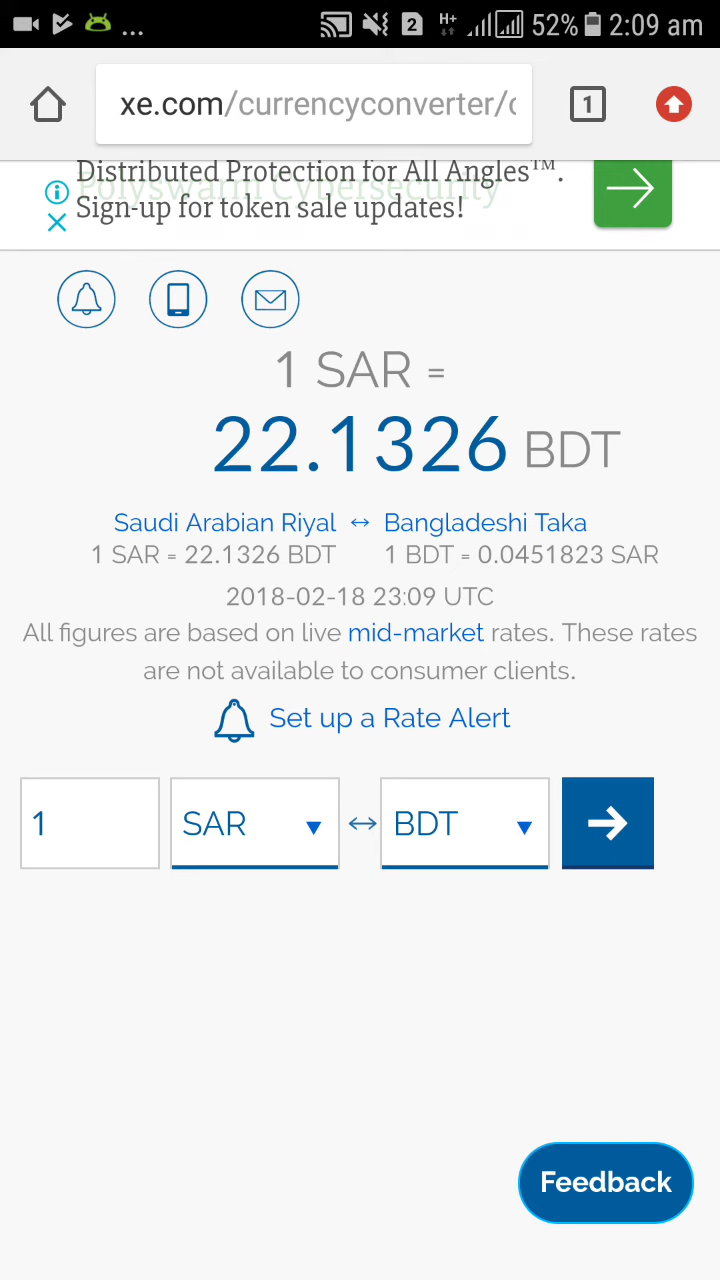 ... 2 H+ 52% 2:09 am
xe.com/currencyconverter/ 1
Distributed Protection for All Angles™.
Polyswarm Cybersecurity
Sign-up for token sale updates!
1 SAR =
22.1326 BDT
Saudi Arabian Riyal ↔ Bangladeshi Taka
1 SAR = 22.1326 BDT 1 BDT = 0.0451823 SAR
2018-02-18 23:09 UTC
All figures are based on live mid-market rates. These rates
are not available to consumer clients.
Set up a Rate Alert
1 SAR ▼ ↔ BDT ▼
Feedback